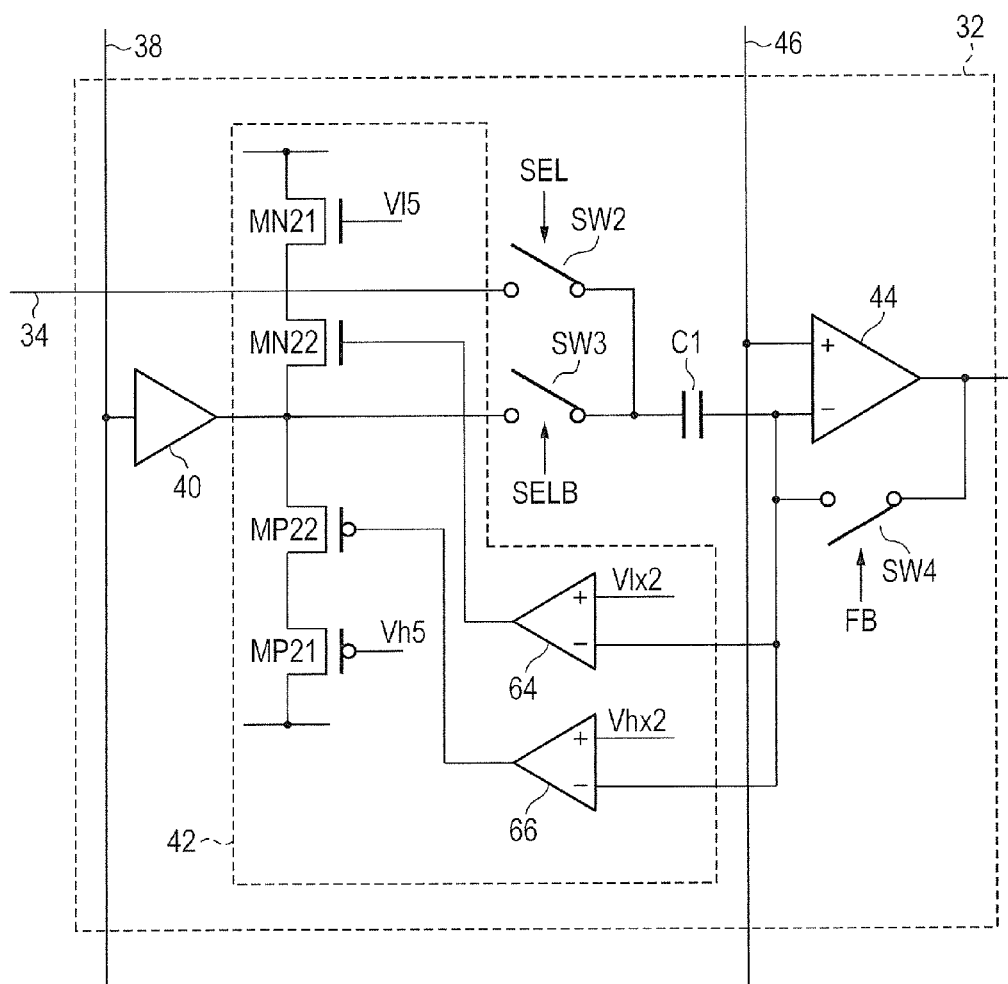 38
46
32
SEL
MN21
Vl5
SW2
34
MN22
SW3
C1
44
+
−
40
SELB
MP22
SW4
FB
Vlx2
+
−
64
MP21
Vh5
Vhx2
+
−
66
42